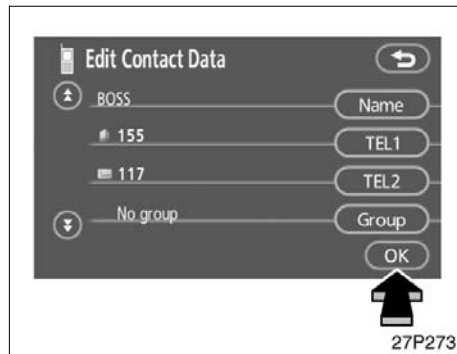 Edit Contact Data
BOSS Name
155 TEL1
117 TEL2
No group Group
OK
27P273